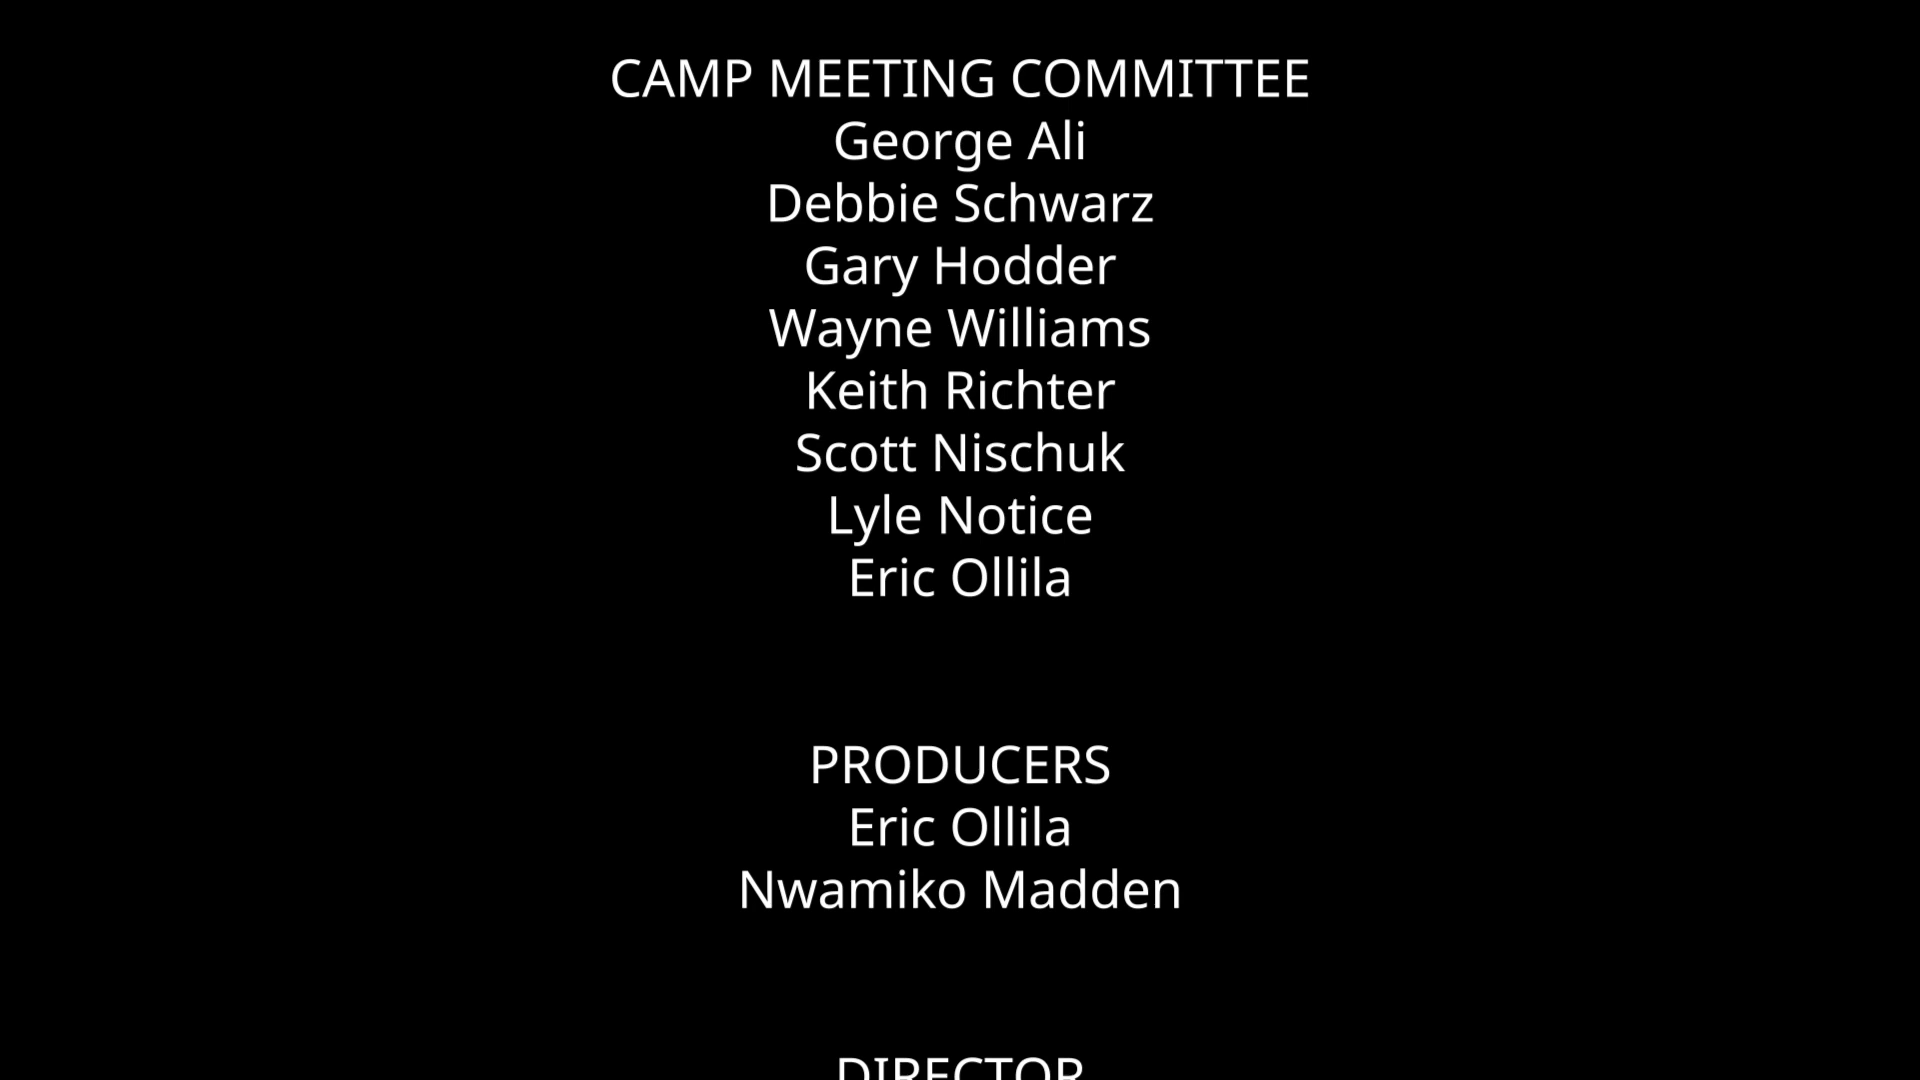 CAMP MEETING COMMITTEE
George Ali
Debbie Schwarz
Gary Hodder
Wayne Williams
Keith Richter
Scott Nischuk
Lyle Notice
Eric Ollila
PRODUCERS
Eric Ollila
Nwamiko Madden
DIRECTOR